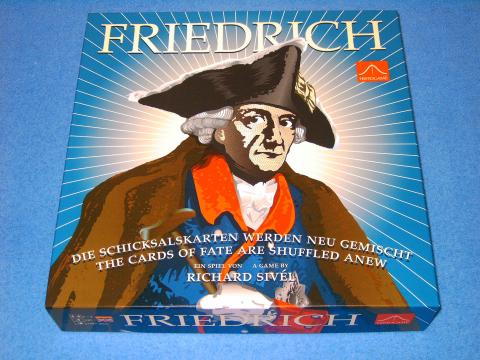 FRIEDRICH
HISTOGAME
DIE SCHICKSALSKARTEN WERDEN NEU GEMISCHT
THE CARDS OF FATE ARE SHUFFLED ANEW
EIN SPIEL VON A GAME BY
RICHARD SIVÉL
FRIEDRICH